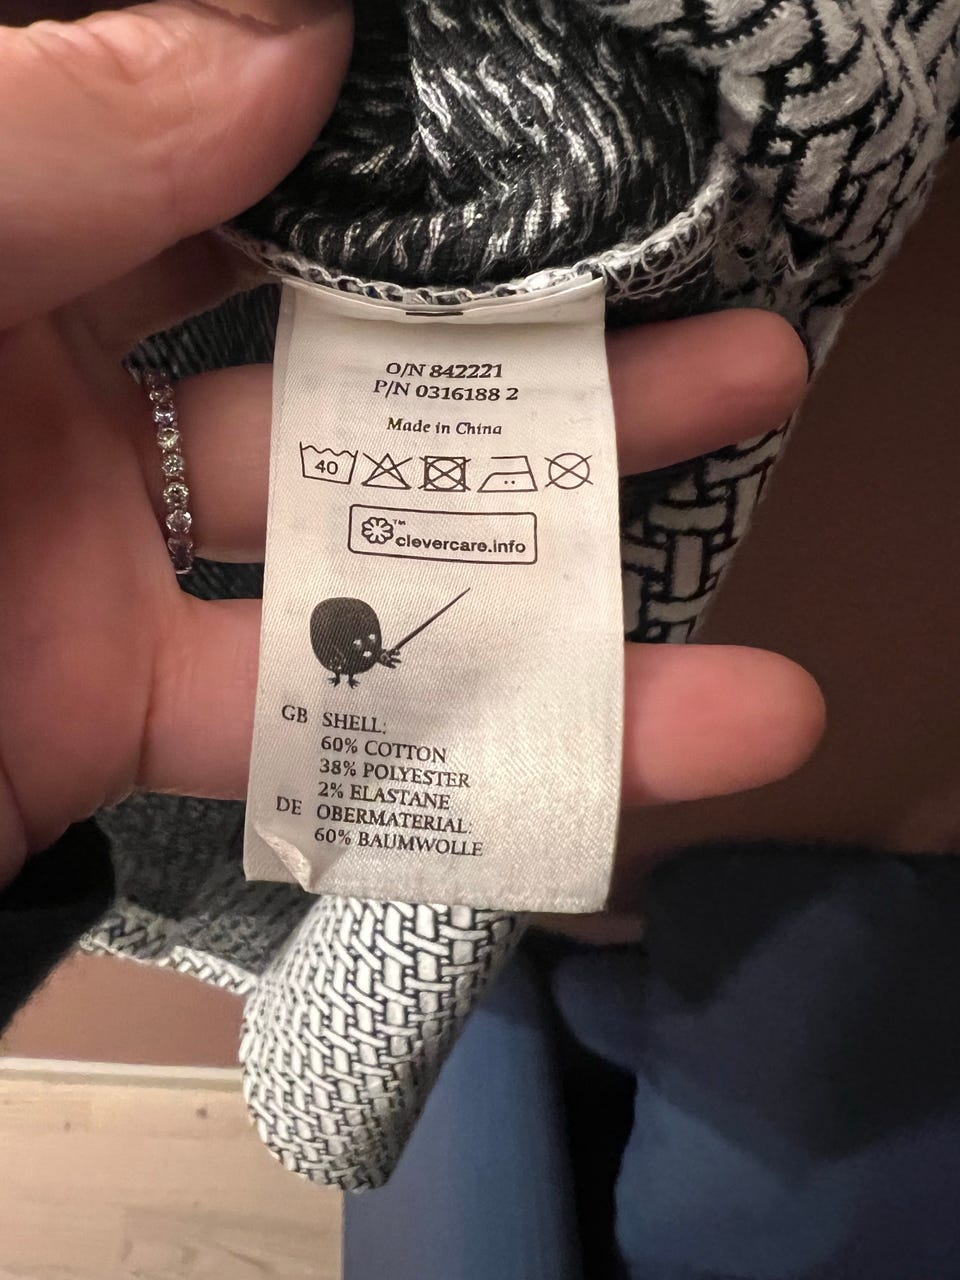 O/N 842221
P/N 0316188 2
Made in China
40
™
clevercare.info
GB SHELL:
60% COTTON
38% POLYESTER
2% ELASTANE
DE OBERMATERIAL:
60% BAUMWOLLE